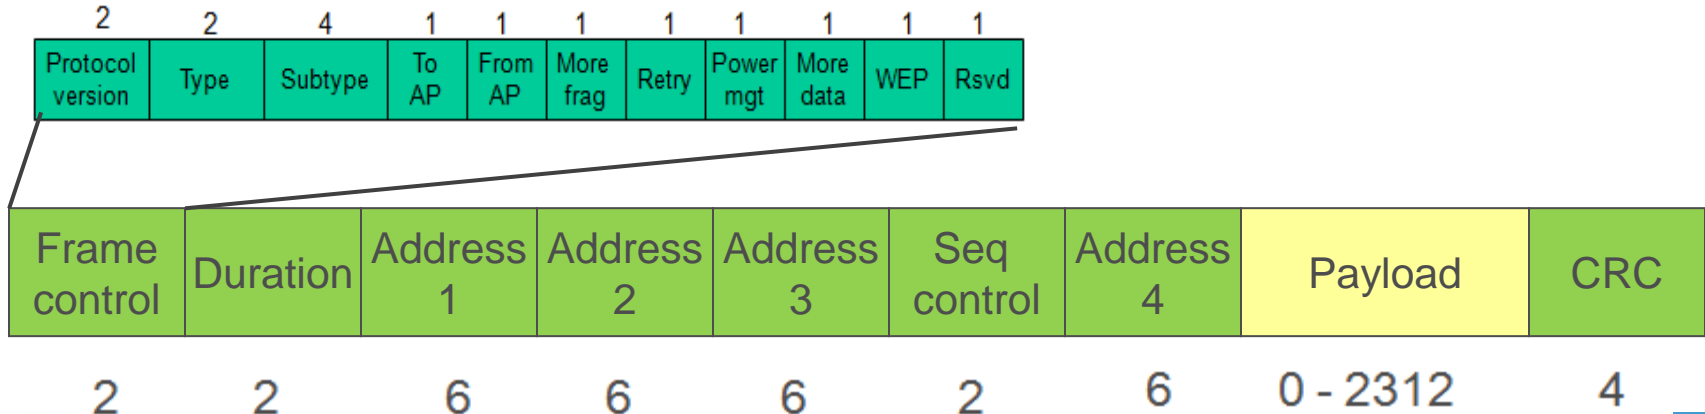 2 2 4 1 1 1 1 1 1 1 1
Protocol version Type Subtype To AP From AP More frag Retry Power mgt More data WEP Rsvd
Frame control Duration Address 1 Address 2 Address 3 Seq control Address 4 Payload CRC
2 2 6 6 6 2 6 0 - 2312 4